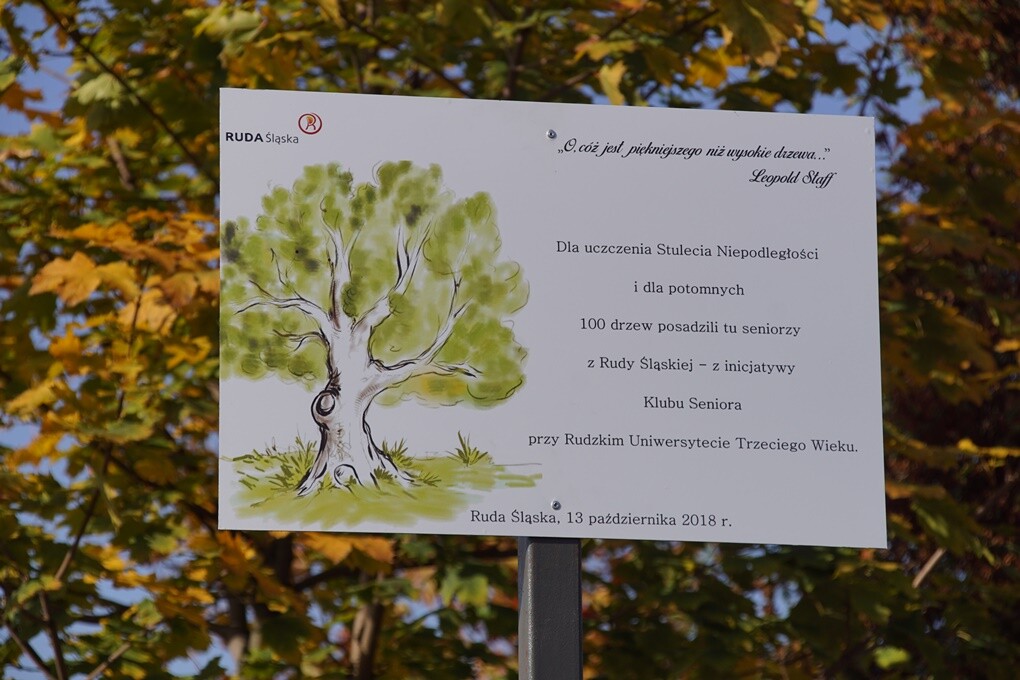 RUDA Śląska
„O, cóż jest piękniejszego niż wysokie drzewa...”
Leopold Staff
Dla uczczenia Stulecia Niepodległości
i dla potomnych
100 drzew posadzili tu seniorzy
z Rudy Śląskiej – z inicjatywy
Klubu Seniora
przy Rudzkim Uniwersytecie Trzeciego Wieku.
Ruda Śląska, 13 października 2018 r.